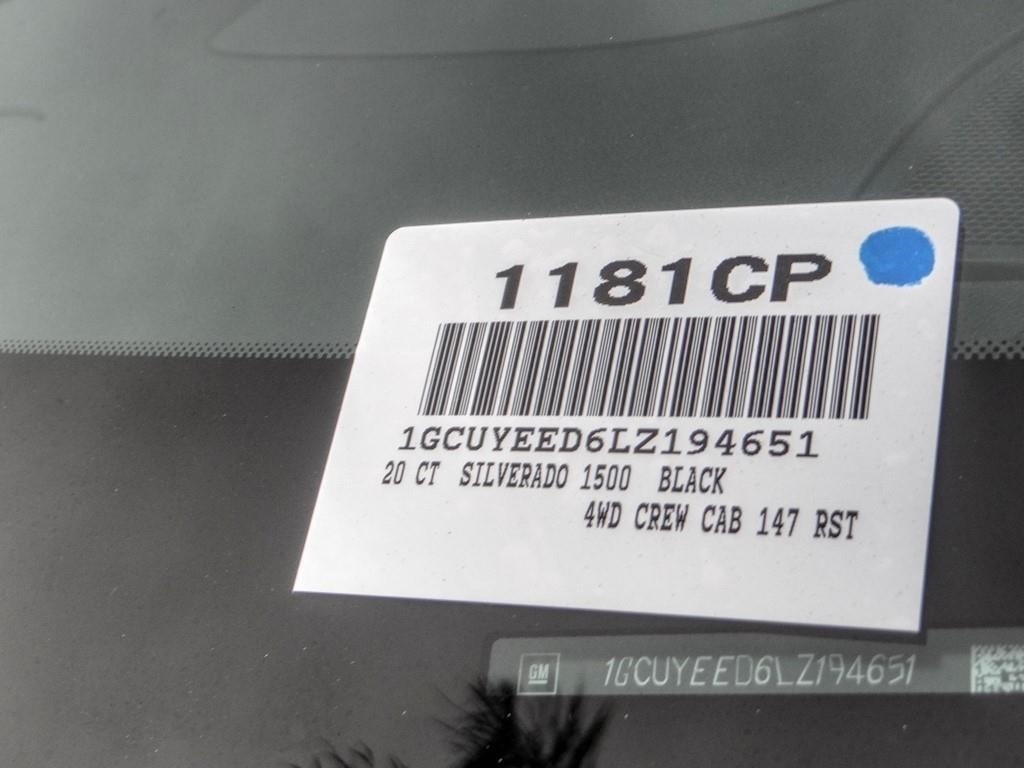 1181CP
1GCUYEED6LZ194651
20 CT SILVERADO 1500 BLACK
4WD CREW CAB 147 RST
GM 1GCUYEED6LZ194651